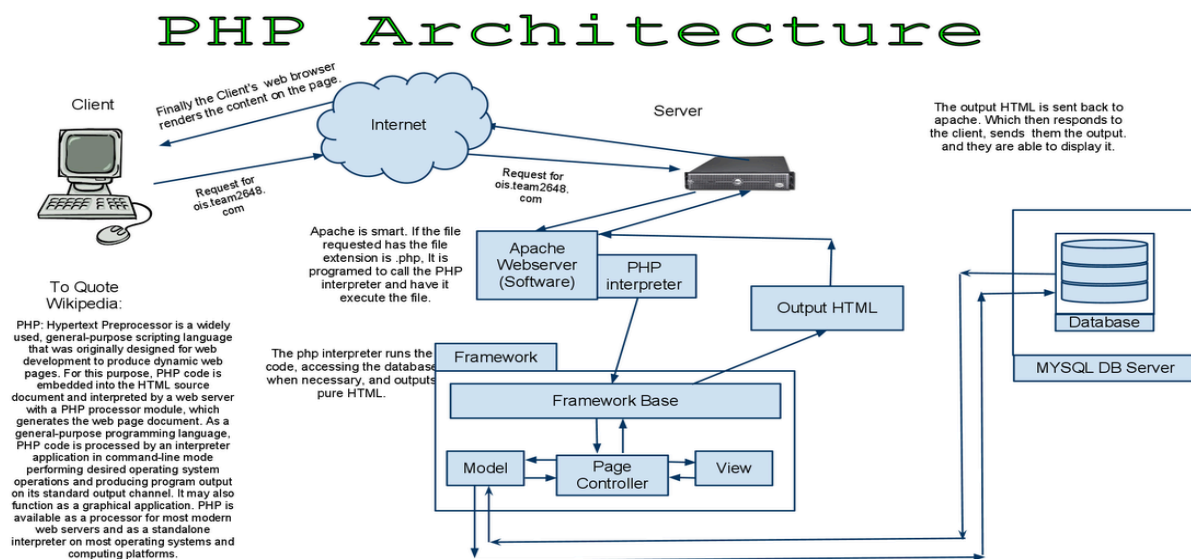 PHP Architecture
Client
Finally the Client's web browser
renders the content on the page.
Internet
Server
The output HTML is sent back to
apache. Which then responds to
the client, sends them the output.
and they are able to display it.
Request for
ois.team2648.
com
Request for
ois.team2648.
com
Apache is smart. If the file
requested has the file
extension is .php, It is
programed to call the PHP
interpreter and have it
execute the file.
Apache
Webserver
(Software)
PHP
interpreter
Output HTML
Database
MYSQL DB Server
To Quote
Wikipedia:
PHP: Hypertext Preprocessor is a widely
used, general-purpose scripting language
that was originally designed for web
development to produce dynamic web
pages. For this purpose, PHP code is
embedded into the HTML source
document and interpreted by a web server
with a PHP processor module, which
generates the web page document. As a
general-purpose programming language,
PHP code is processed by an interpreter
application in command-line mode
performing desired operating system
operations and producing program output
on its standard output channel. It may also
function as a graphical application. PHP is
available as a processor for most modern
web servers and as a standalone
interpreter on most operating systems and
computing platforms.
The php interpreter runs the
code, accessing the database
when necessary, and outputs
pure HTML.
Framework
Framework Base
Model
Page
Controller
View